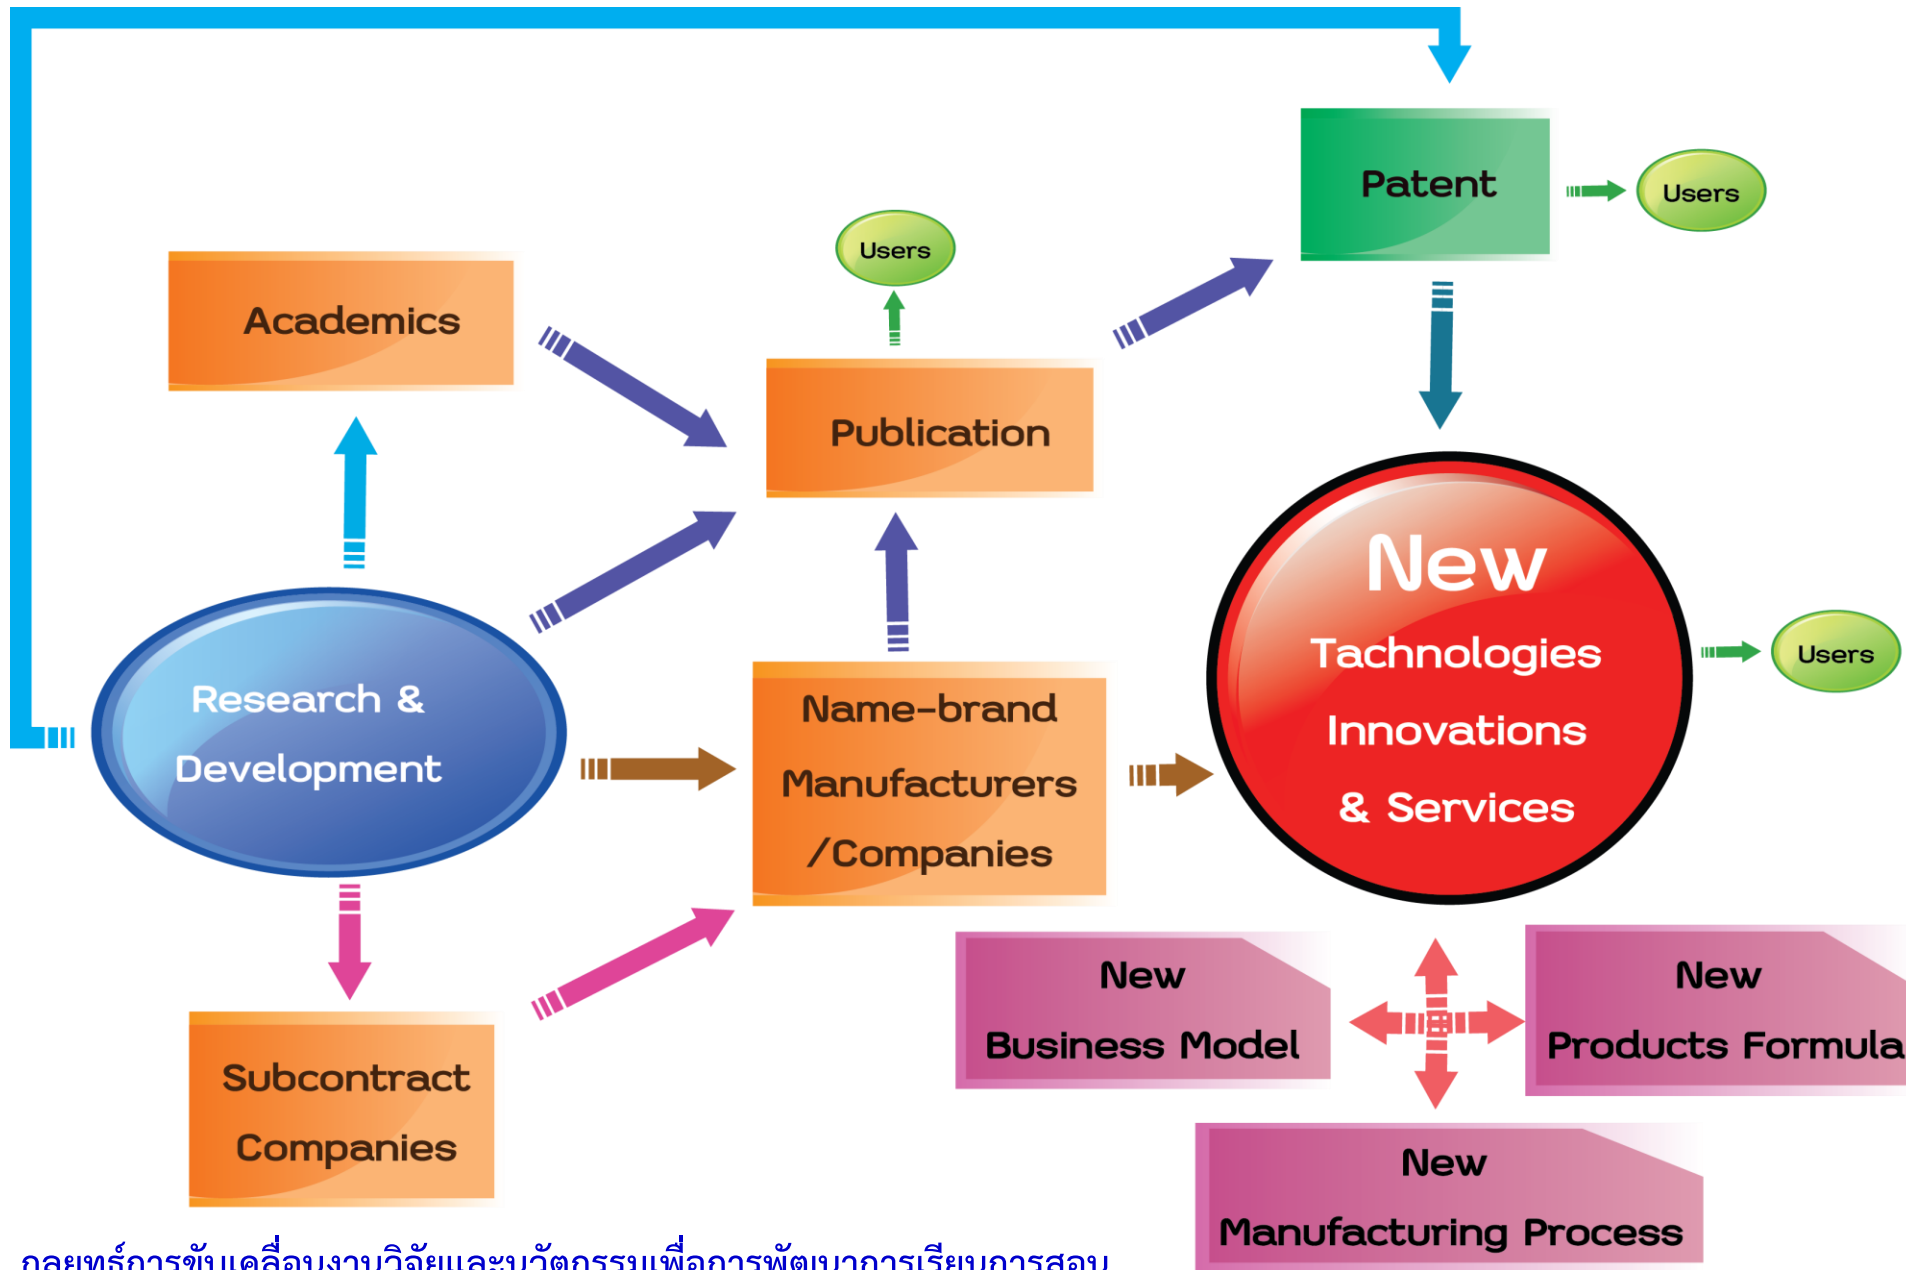 Patent
Users
Users
Academics
Publication
New
Tachnologies
Innovations
& Services
Users
Research &
Development
Name-brand
Manufacturers
/Companies
New
Business Model
New
Products Formula
Subcontract
Companies
New
Manufacturing Process
กลยุทธ์การขับเคลื่อนงานวิจัยและนวัตกรรมเพื่อการพัฒนาการเรียนการสอน